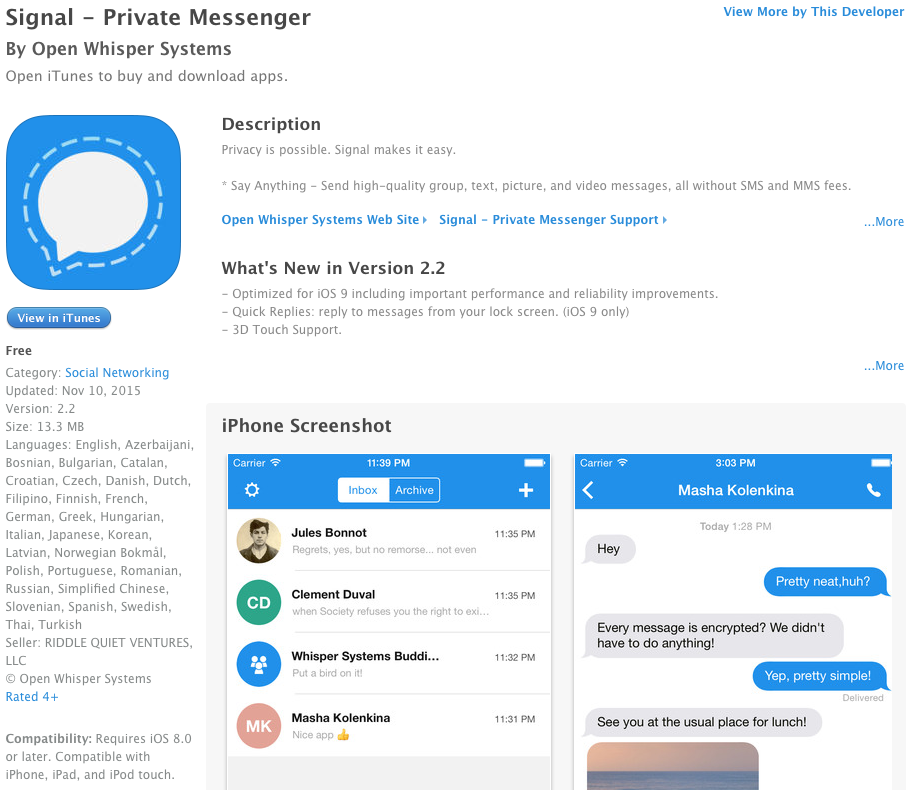 Signal – Private Messenger
View More by This Developer
By Open Whisper Systems
Open iTunes to buy and download apps.
View in iTunes
Free
Category: Social Networking
Updated: Nov 10, 2015
Version: 2.2
Size: 13.3 MB
Languages: English, Azerbaijani,
Bosnian, Bulgarian, Catalan,
Croatian, Czech, Danish, Dutch,
Filipino, Finnish, French,
German, Greek, Hungarian,
Italian, Japanese, Korean,
Latvian, Norwegian Bokmål,
Polish, Portuguese, Romanian,
Russian, Simplified Chinese,
Slovenian, Spanish, Swedish,
Thai, Turkish
Seller: RIDDLE QUIET VENTURES,
LLC
© Open Whisper Systems
Rated 4+
Compatibility: Requires iOS 8.0
or later. Compatible with
iPhone, iPad, and iPod touch.
Description
Privacy is possible. Signal makes it easy.
* Say Anything – Send high-quality group, text, picture, and video messages, all without SMS and MMS fees.
Open Whisper Systems Web Site
Signal – Private Messenger Support
...More
What's New in Version 2.2
– Optimized for iOS 9 including important performance and reliability improvements.
– Quick Replies: reply to messages from your lock screen. (iOS 9 only)
– 3D Touch Support.
...More
iPhone Screenshot
Carrier
11:39 PM
Inbox
Archive
Jules Bonnot
11:35 PM
Regrets, yes, but no remorse... not even
CD
Clement Duval
11:35 PM
when Society refuses you the right to exi...
Whisper Systems Buddi...
11:32 PM
Put a bird on it!
MK
Masha Kolenkina
11:31 PM
Nice app 👍
Carrier
3:03 PM
Masha Kolenkina
Today 1:28 PM
Hey
Pretty neat,huh?
Every message is encrypted? We didn't
have to do anything!
Yep, pretty simple!
Delivered
See you at the usual place for lunch!